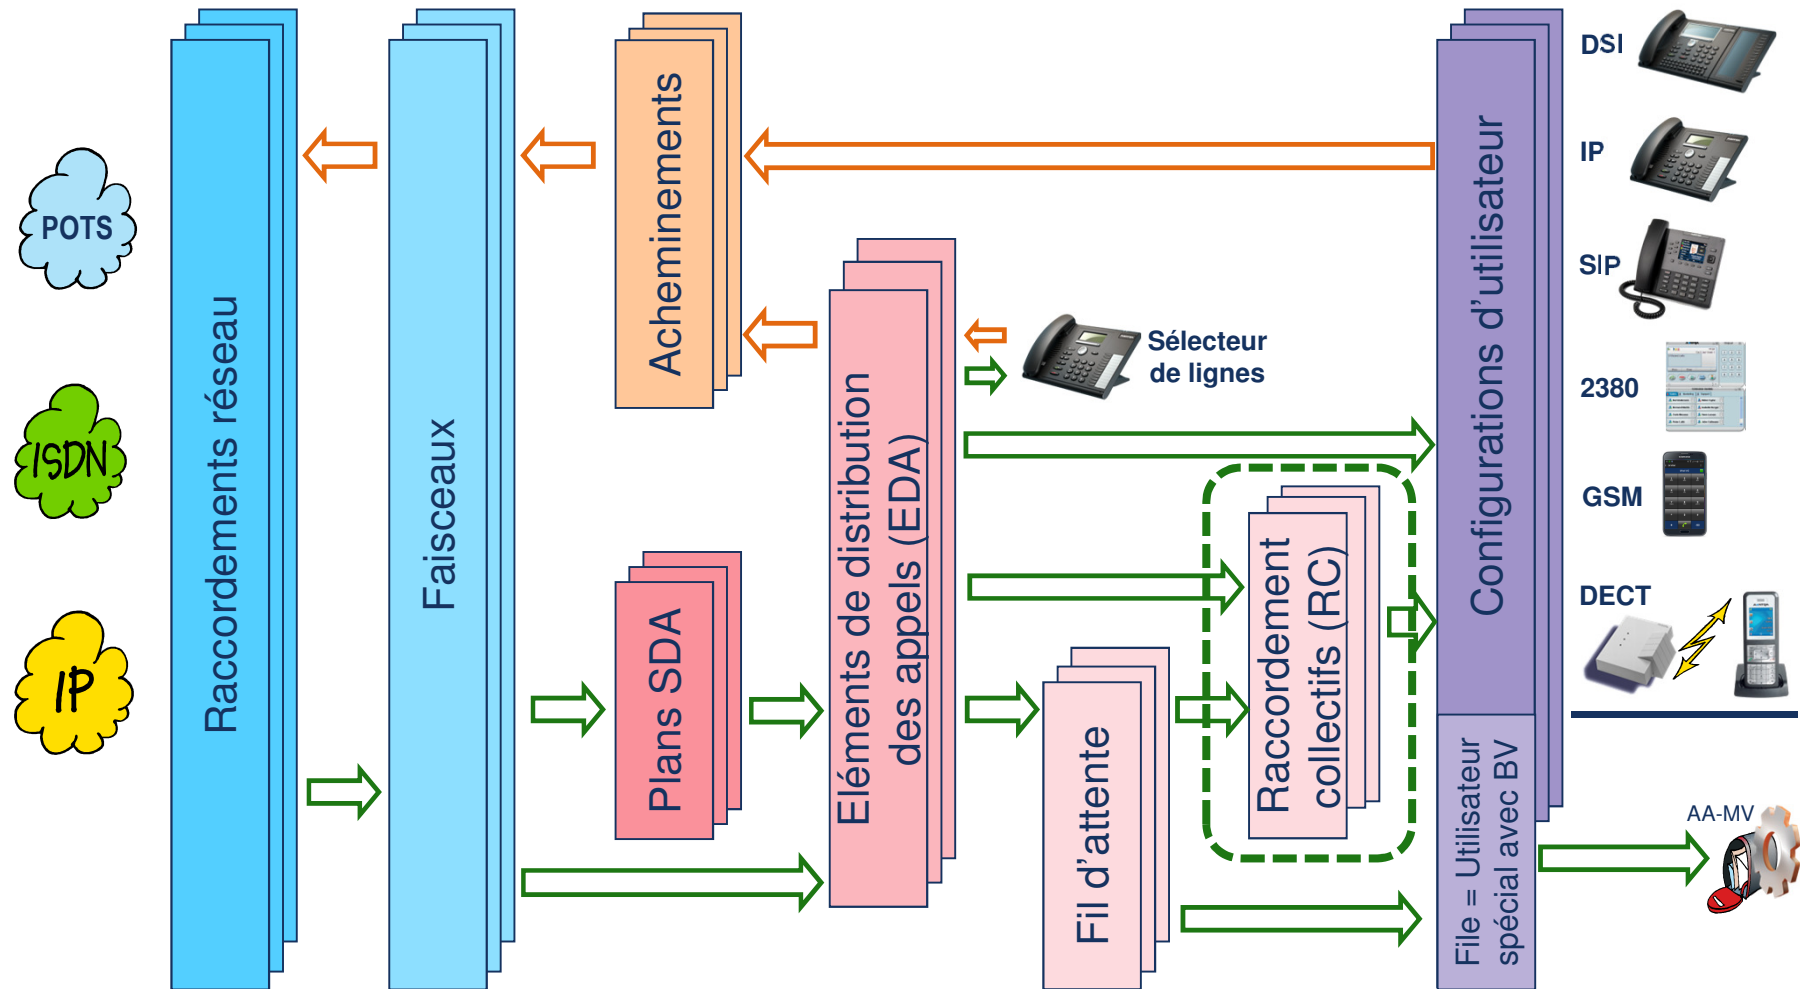 POTS
ISDN
IP
Raccordements réseau
Faisceaux
Acheminements
Plans SDA
Eléments de distribution
des appels (EDA)
Sélecteur
de lignes
Fil d'attente
Raccordement
collectifs (RC)
Configurations d'utilisateur
File = Utilisateur
spécial avec BV
DSI
IP
SIP
2380
GSM
DECT
AA-MV